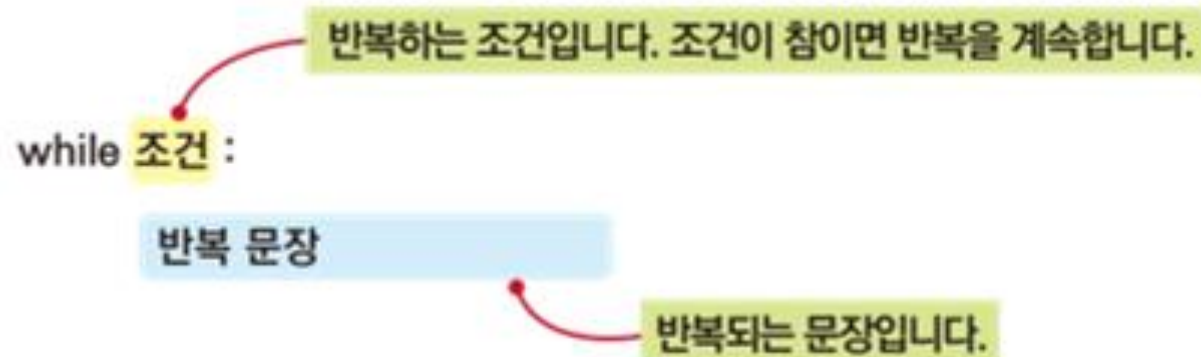 반복하는 조건입니다. 조건이 참이면 반복을 계속합니다.
while 조건 :
반복 문장
반복되는 문장입니다.